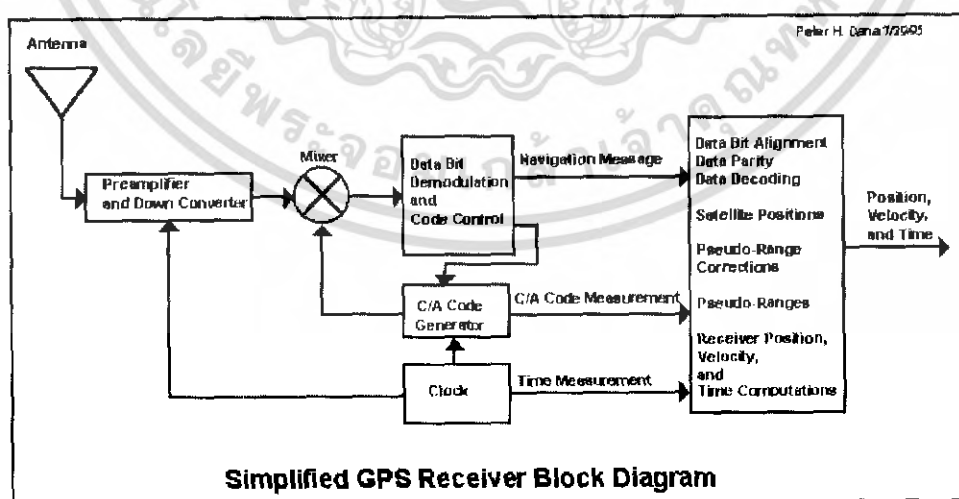 Peter H. Dana 7/29/95
Antenna
Mixer
Preamplifier
and Down Converter
Data Bit
Demodulation
and
Code Control
Navigation Message
Data Bit Alignment
Data Parity
Data Decoding
Satellite Positions
Pseudo-Range
Corrections
Pseudo-Ranges
Receiver Position,
Velocity,
and
Time Computations
Position,
Velocity,
and Time
C/A Code
Generator
C/A Code Measurement
Clock
Time Measurement
Simplified GPS Receiver Block Diagram